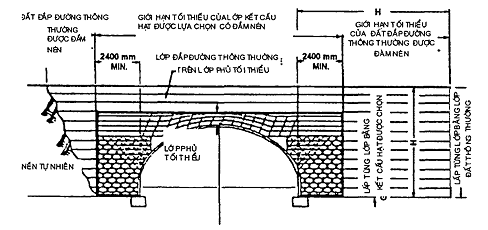 ĐẤT ĐẮP ĐƯỜNG THÔNG
THƯỜNG
ĐƯỢC ĐẦM
NÉN
GIỚI HẠN TỐI THIỂU CỦA LỚP KẾT CẤU
HẠT ĐƯỢC LỰA CHỌN CÓ ĐẦM NÉN
H
GIỚI HẠN TỐI THIỂU
CỦA ĐẤT ĐẮP ĐƯỜNG
THÔNG THƯỜNG ĐƯỢC
ĐẦM NÉN
2400 mm
MIN.
LỚP ĐẮP ĐƯỜNG THÔNG THƯỜNG
TRÊN LỚP PHỦ TỐI THIỂU
2400 mm
MIN.
LỚP PHỦ
TỐI THIỂU
NỀN TỰ NHIÊN
LẤP TỪNG LỚP BẰNG
KẾT CẤU HẠT ĐƯỢC CHỌN
H
LẤP TỪNG LỚP BẰNG LỚP
ĐẤT THÔNG THƯỜNG